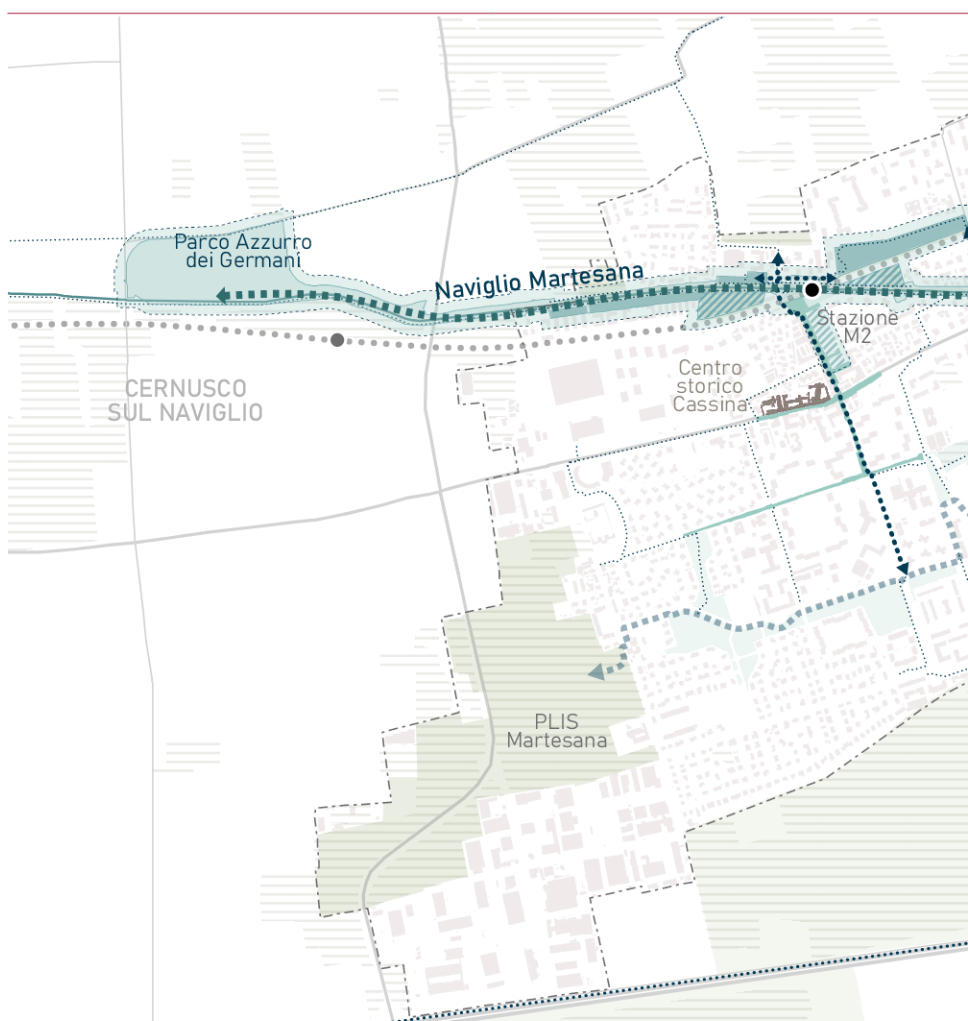 Parco Azzurro
dei Germani
Naviglio Martesana
Stazione
M2
Centro
storico
Cassina
CERNUSCO
SUL NAVIGLIO
PLIS
Martesana